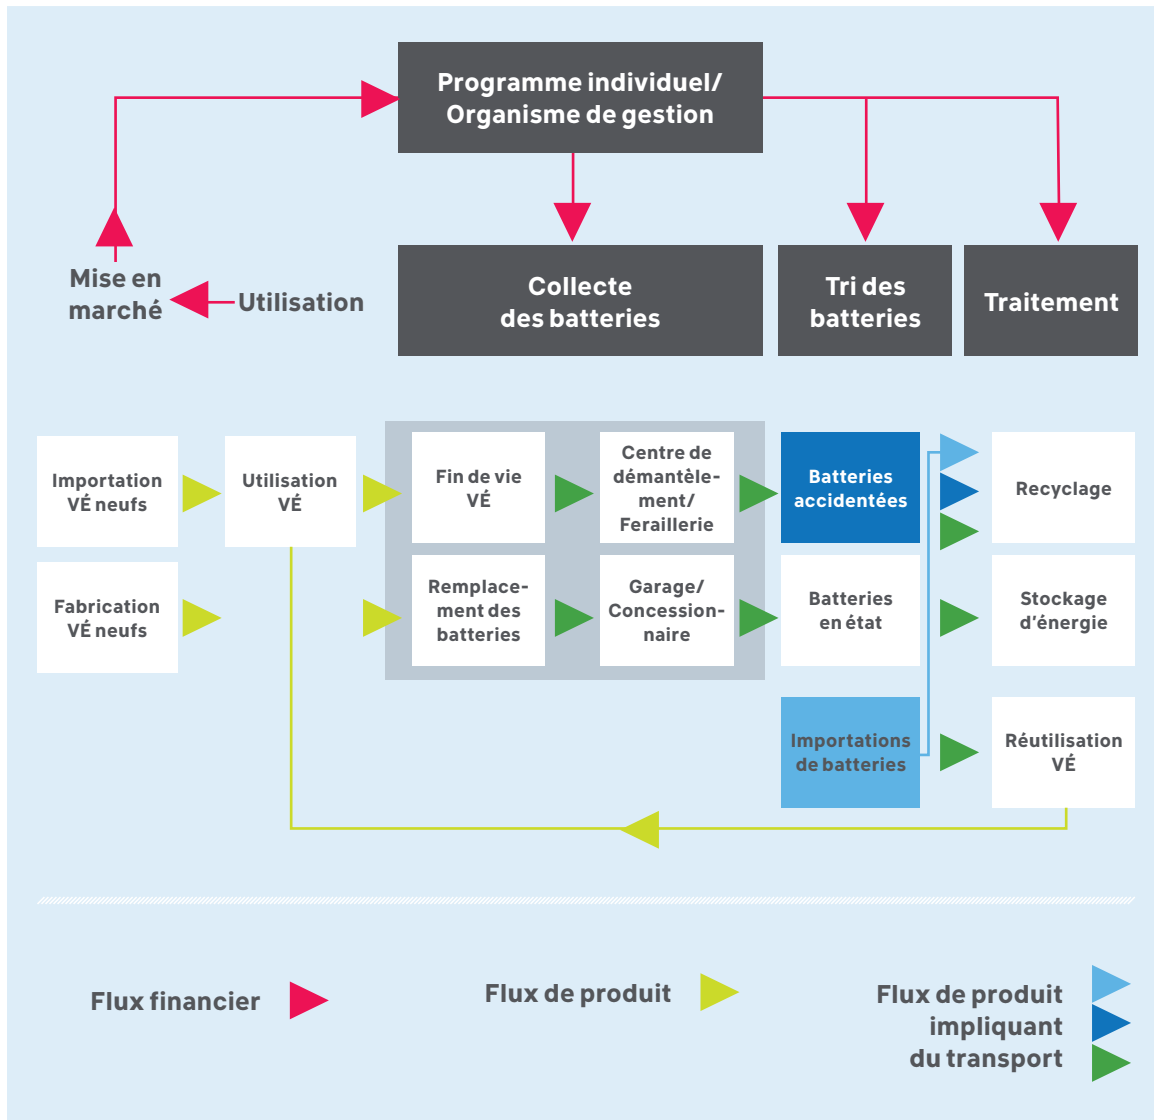 Programme individuel/
Organisme de gestion
Mise en
marché
Utilisation
Collecte
des batteries
Tri des
batteries
Traitement
Importation
VÉ neufs
Utilisation
VÉ
Fin de vie
VÉ
Centre de
démantèle-
ment/
Feraillerie
Batteries
accidentées
Recyclage
Fabrication
VÉ neufs
Remplace-
ment des
batteries
Garage/
Concession-
naire
Batteries
en état
Stockage
d'énergie
Importations
de batteries
Réutilisation
VÉ
Flux financier
Flux de produit
Flux de produit
impliquant
du transport